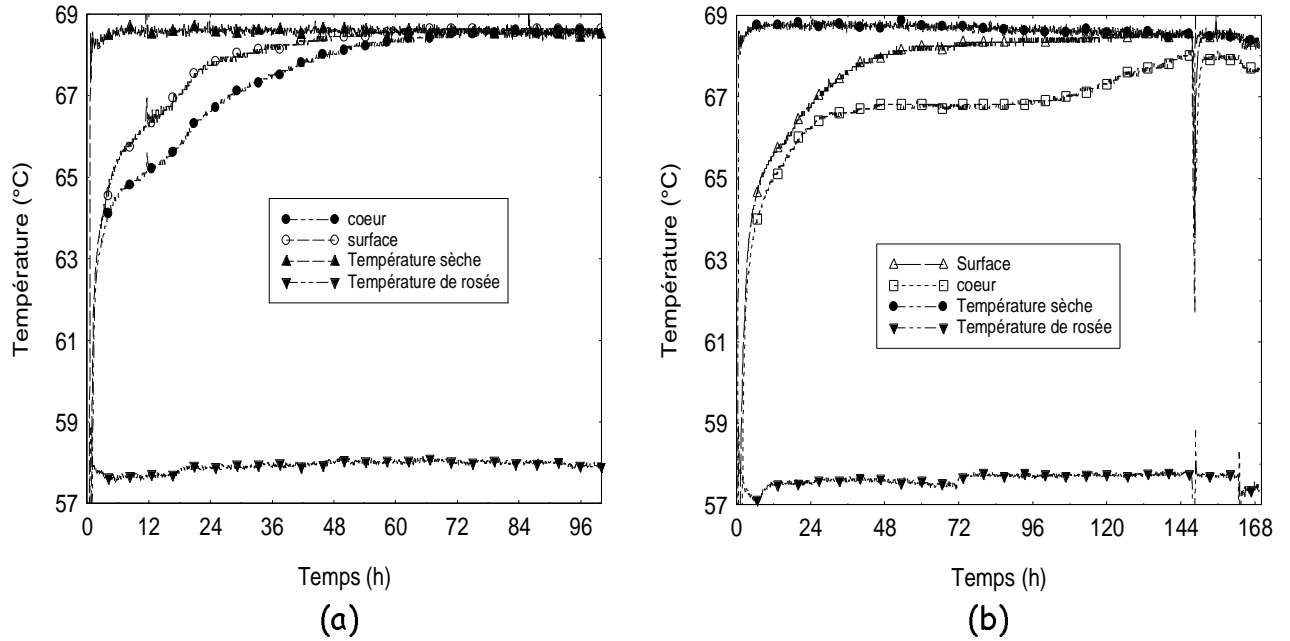 69
67
65
63
61
59
57
Température (°C)
coeur
surface
Température sèche
Température de rosée
0 12 24 36 48 60 72 84 96
Temps (h)
(a)
69
67
65
63
61
59
57
Température (°C)
Surface
coeur
Température sèche
Température de rosée
0 24 48 72 96 120 144 168
Temps (h)
(b)